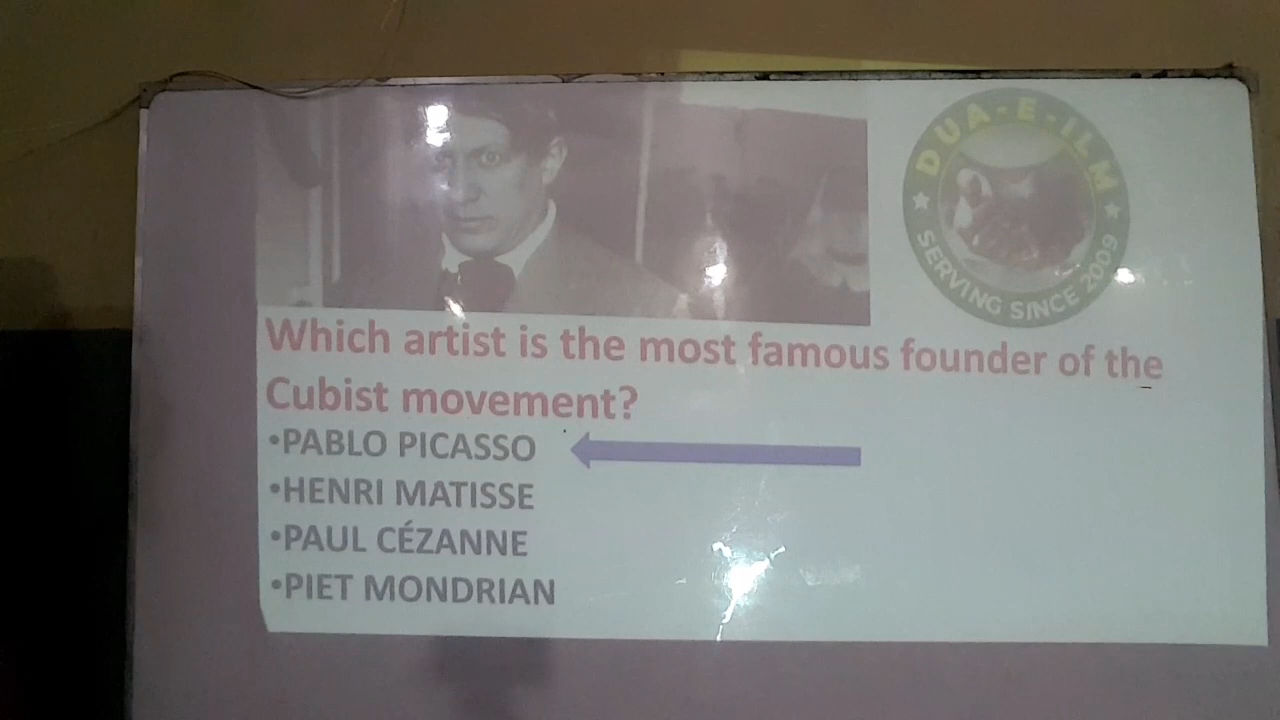 DUA-E-ILM
SERVING SINCE 2009
Which artist is the most famous founder of the
Cubist movement?
•PABLO PICASSO
•HENRI MATISSE
•PAUL CÉZANNE
•PIET MONDRIAN